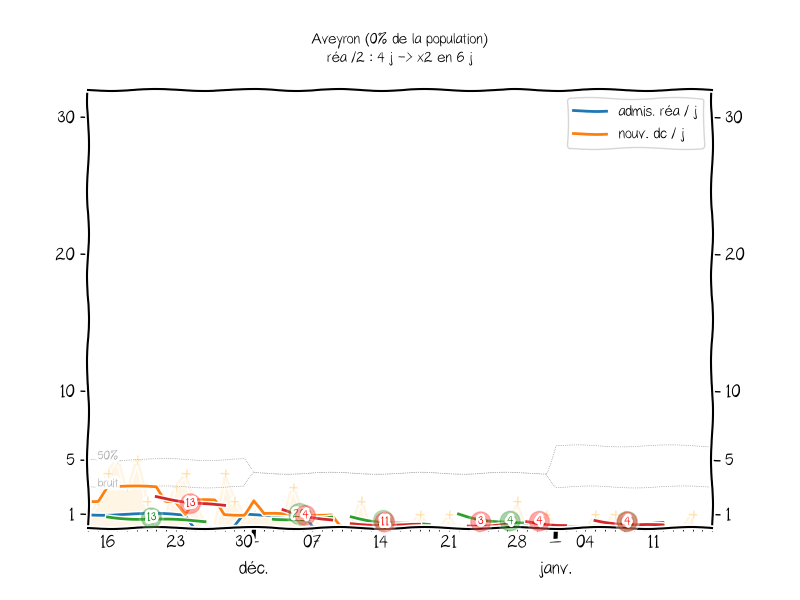 Aveyron (0% de la population)
réa /2 : 4 j -> x2 en 6 j
admis. réa / j
nouv. dc / j
30 30
20 20
10 10
5 5
1 1
50%
bruit
13 13 4 11 3 4 4 4
16 23 30 07 14 21 28 04 11
déc. janv.